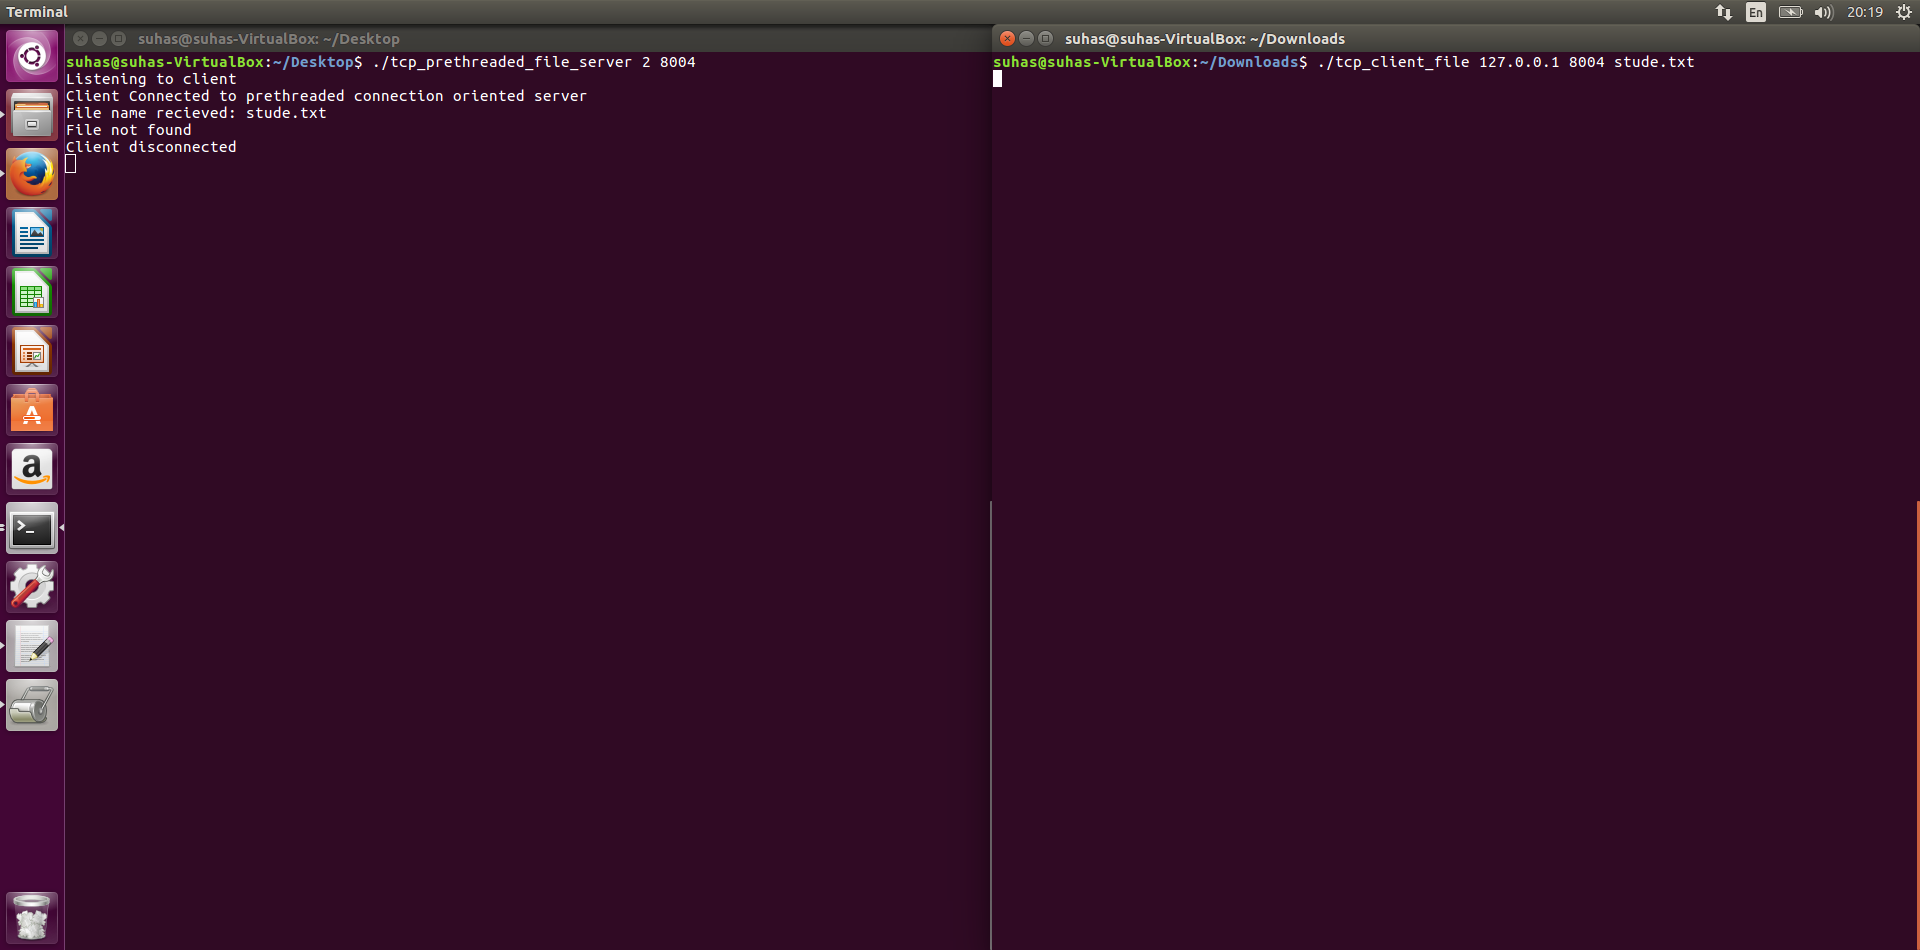 Terminal
En
20:19
suhas@suhas-VirtualBox: ~/Desktop
suhas@suhas-VirtualBox:~/Desktop$ ./tcp_prethreaded_file_server 2 8004
Listening to client
Client Connected to prethreaded connection oriented server
File name recieved: stude.txt
File not found
Client disconnected
suhas@suhas-VirtualBox: ~/Downloads
suhas@suhas-VirtualBox:~/Downloads$ ./tcp_client_file 127.0.0.1 8004 stude.txt